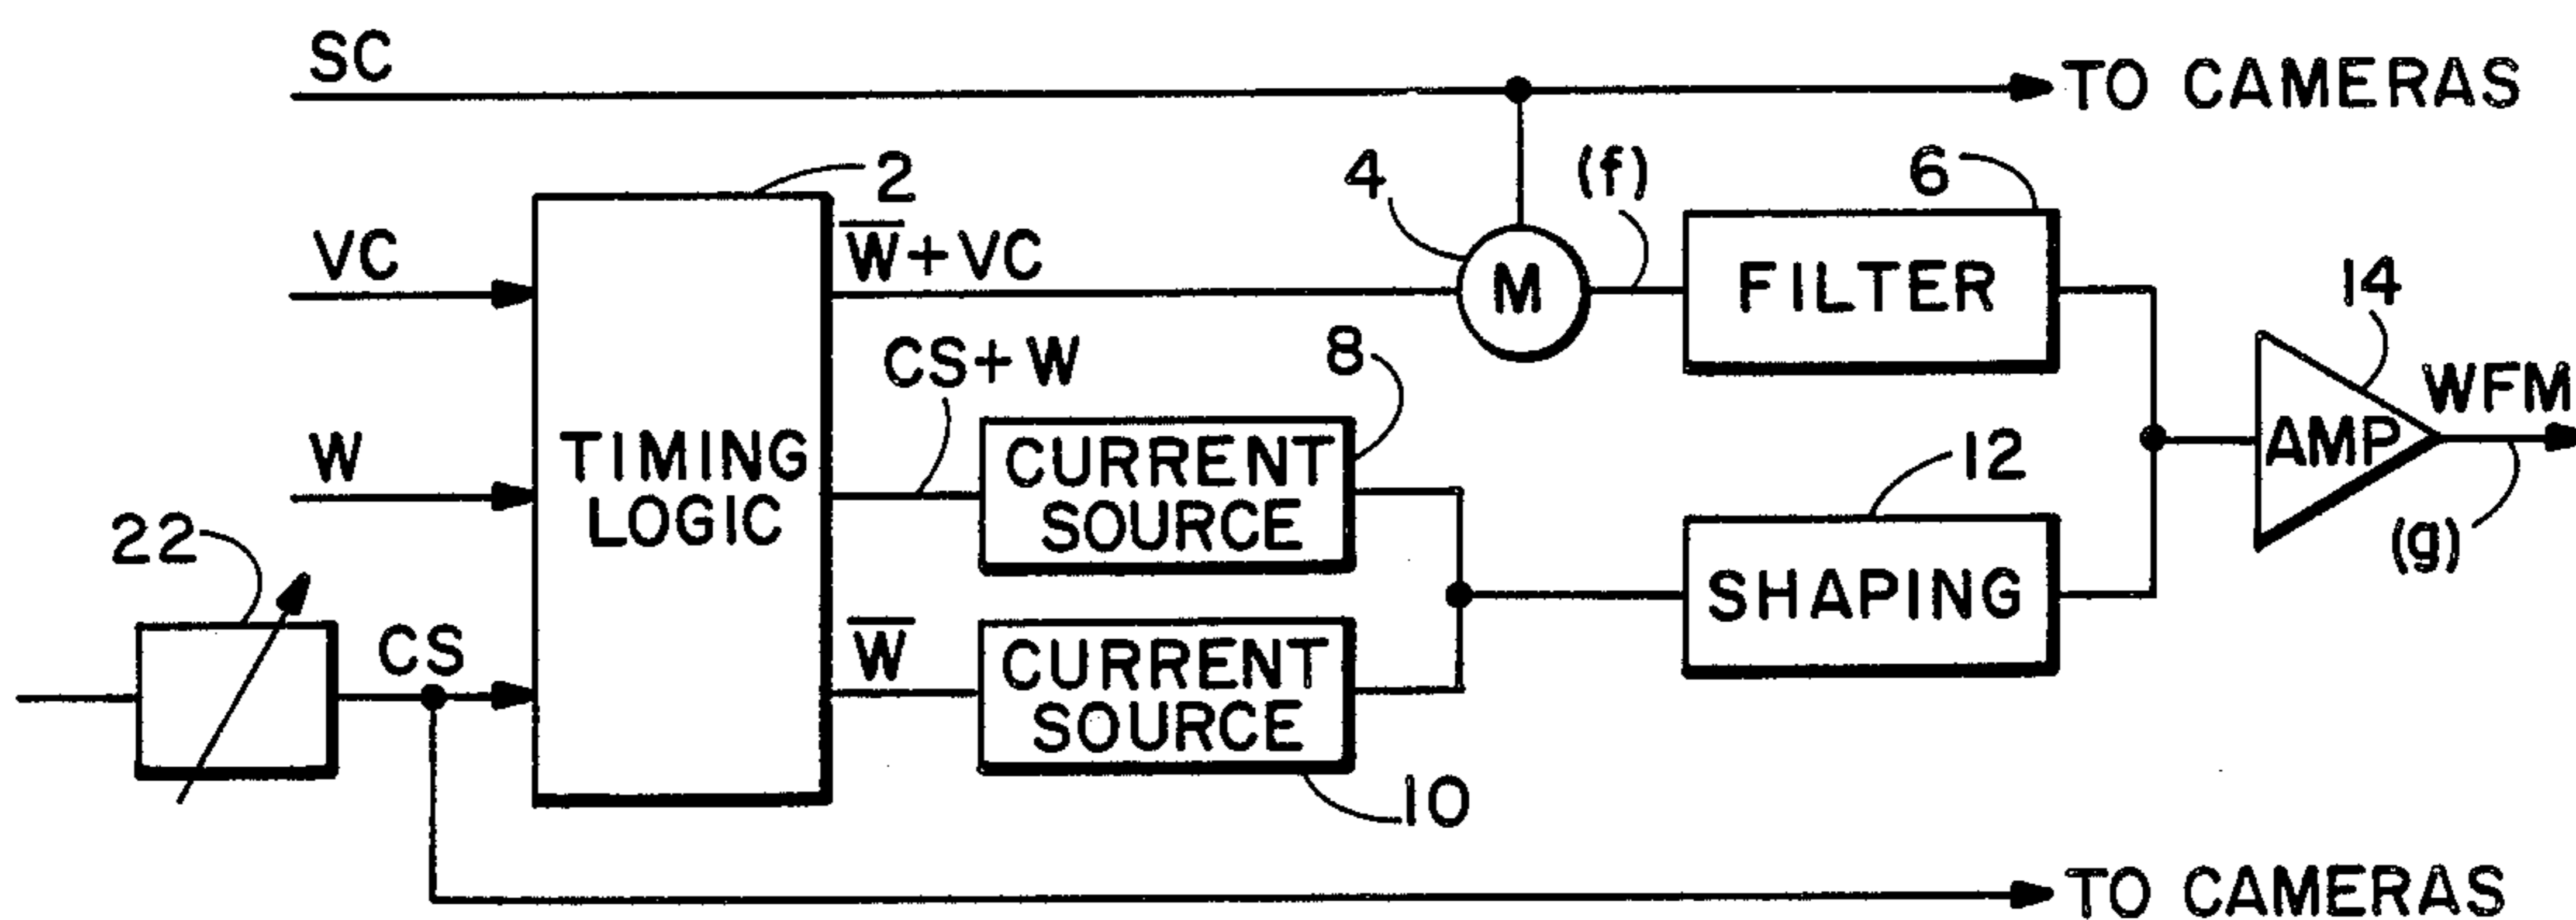 SC
TO CAMERAS
2
4
(f)
6
VC
W̅+VC
M
FILTER
14
CS+W
8
WFM
W
TIMING
LOGIC
CURRENT
SOURCE
12
AMP
22
SHAPING
(g)
CS
W̅
CURRENT
SOURCE
10
TO CAMERAS